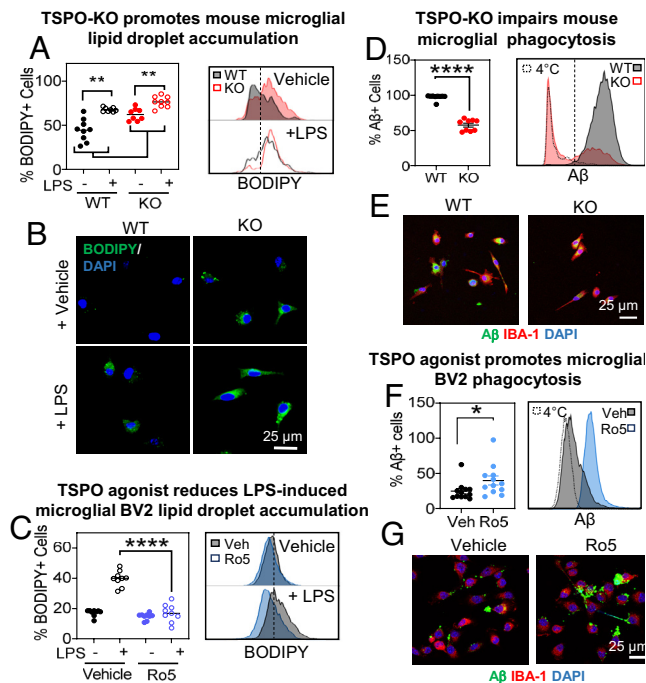 TSPO-KO promotes mouse microglial
lipid droplet accumulation
A
% BODIPY+ Cells
100
50
0
**
**
LPS - + - +
WT KO
WT
KO
Vehicle
+LPS
BODIPY
B
WT KO
BODIPY/
DAPI
+ Vehicle
+ LPS
25 µm
TSPO agonist reduces LPS-induced
microglial BV2 lipid droplet accumulation
C
% BODIPY+ Cells
60
40
20
0
****
LPS - + - +
Vehicle Ro5
Veh
Ro5
Vehicle
+ LPS
BODIPY
TSPO-KO impairs mouse
microglial phagocytosis
D
% Aβ+ Cells
150
100
50
0
****
WT KO
4°C
WT
KO
Aβ
E
WT KO
25 µm
Aβ IBA-1 DAPI
TSPO agonist promotes microglial
BV2 phagocytosis
F
% Aβ+ cells
150
100
50
0
*
Veh Ro5
4°C
Veh
Ro5
Aβ
G
Vehicle Ro5
25 µm
Aβ IBA-1 DAPI